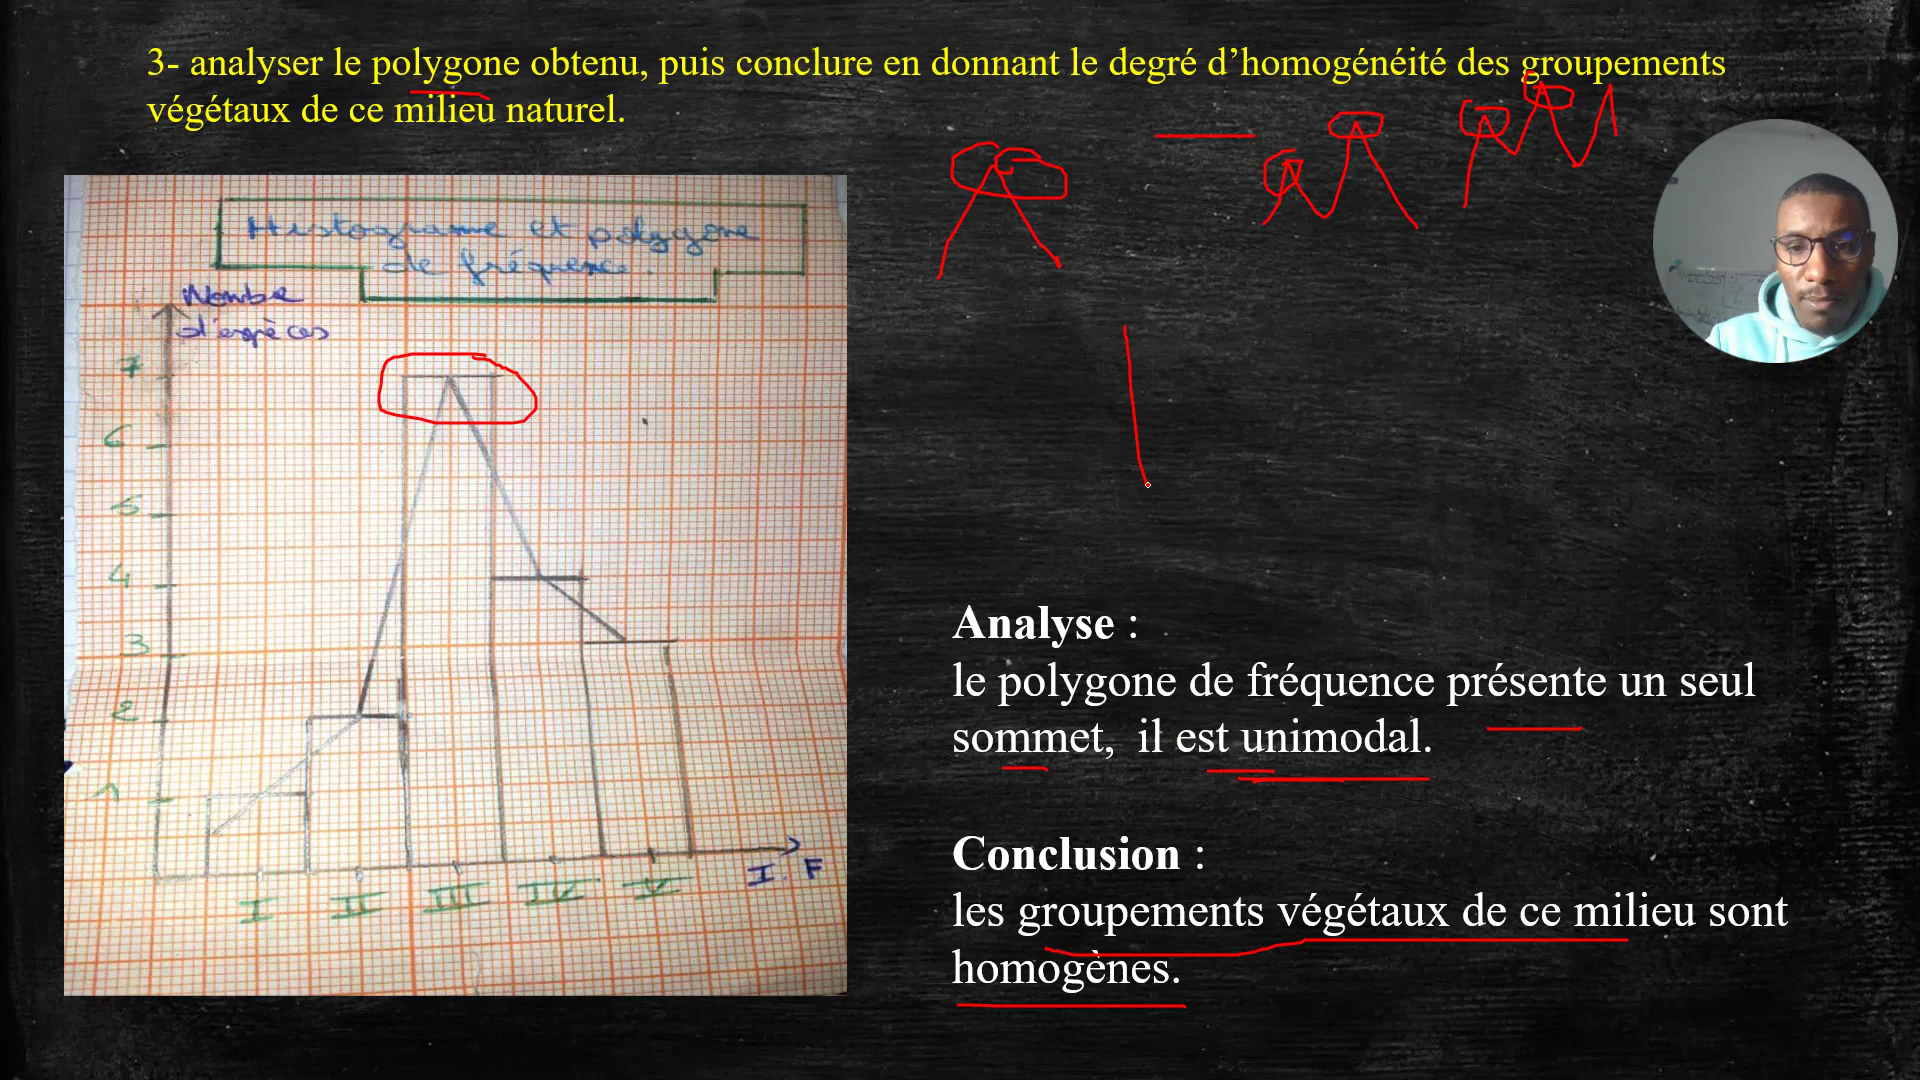 3- analyser le polygone obtenu, puis conclure en donnant le degré d’homogénéité des groupements
végétaux de ce milieu naturel.
Histograme et polygone
de fréquence.
Nombre
d'espèces
7
6
5
4
3
2
1
I II III IV V I. F
Analyse :
le polygone de fréquence présente un seul
sommet, il est unimodal.
Conclusion :
les groupements végétaux de ce milieu sont
homogènes.